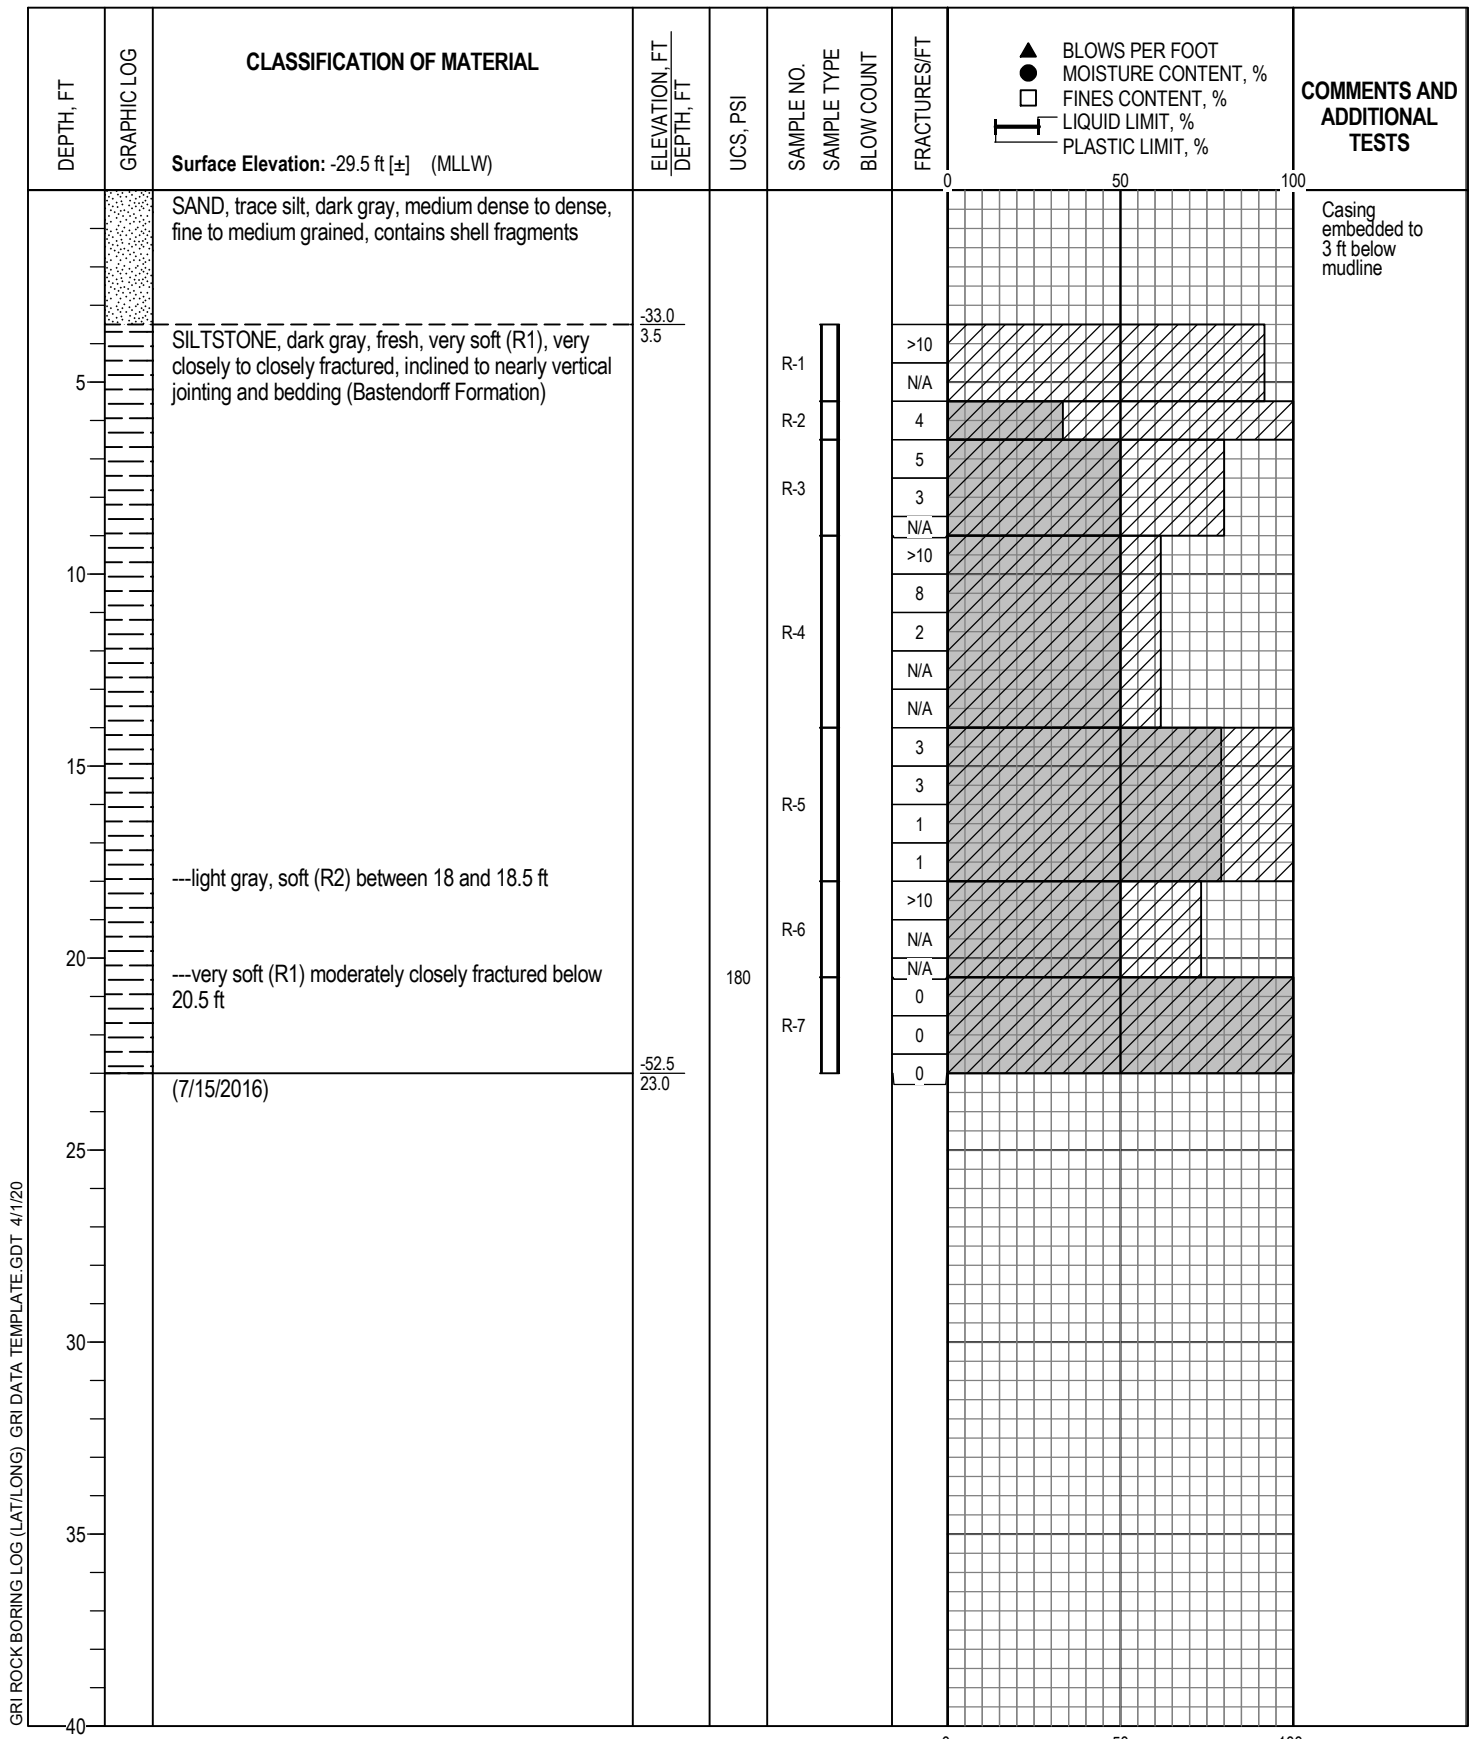 DEPTH, FT
GRAPHIC LOG
CLASSIFICATION OF MATERIAL
Surface Elevation: -29.5 ft [±] (MLLW)
ELEVATION, FT
DEPTH, FT
UCS, PSI
SAMPLE NO.
SAMPLE TYPE
BLOW COUNT
FRACTURES/FT
BLOWS PER FOOT
MOISTURE CONTENT, %
FINES CONTENT, %
LIQUID LIMIT, %
PLASTIC LIMIT, %
COMMENTS AND
ADDITIONAL
TESTS
0 50 100
SAND, trace silt, dark gray, medium dense to dense,
fine to medium grained, contains shell fragments
Casing
embedded to
3 ft below
mudline
-33.0
3.5
SILTSTONE, dark gray, fresh, very soft (R1), very
closely to closely fractured, inclined to nearly vertical
jointing and bedding (Bastendorff Formation)
R-1
>10
5
N/A
R-2
4
5
R-3
3
N/A
>10
10
8
R-4
2
N/A
N/A
3
15
3
R-5
1
1
---light gray, soft (R2) between 18 and 18.5 ft
>10
R-6
N/A
20
N/A
---very soft (R1) moderately closely fractured below
20.5 ft
180
0
R-7
0
-52.5
23.0
0
(7/15/2016)
25
30
35
40
0 50 100
GRI ROCK BORING LOG (LAT/LONG) GRI DATA TEMPLATE.GDT 4/1/20